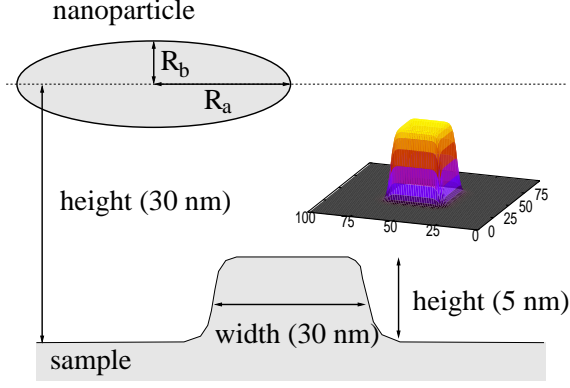 nanoparticle
R_b
R_a
height (30 nm)
100 75 50 25 0
0 25 50 75
height (5 nm)
width (30 nm)
sample